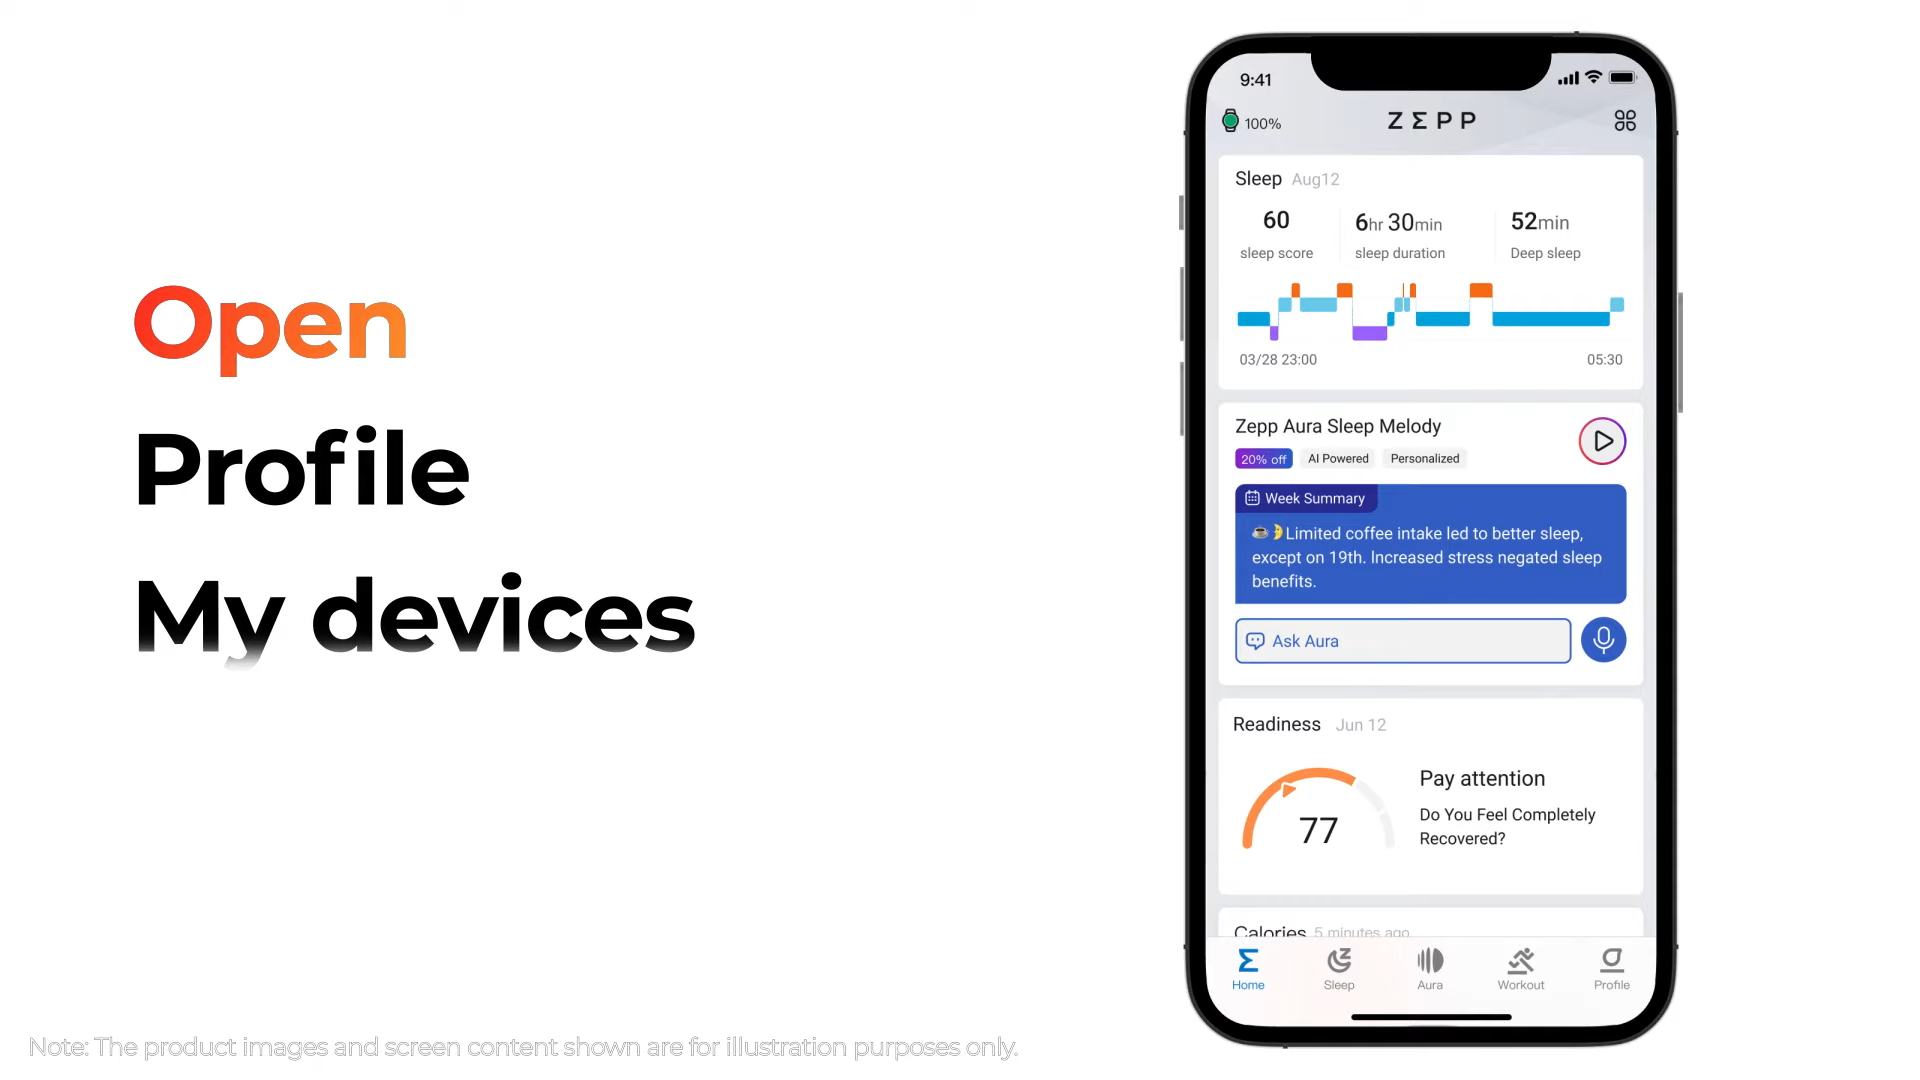 Open
Profile
My devices
Note: The product images and screen content shown are for illustration purposes only.
9:41
100%
ZΣPP
Sleep Aug12
60 6hr 30min 52min
sleep score sleep duration Deep sleep
03/28 23:00 05:30
Zepp Aura Sleep Melody
20% off AI Powered Personalized
Week Summary
☕🌛Limited coffee intake led to better sleep,
except on 19th. Increased stress negated sleep
benefits.
Ask Aura
Readiness Jun 12
77
Pay attention
Do You Feel Completely
Recovered?
Calories 5 minutes ago
Home Sleep Aura Workout Profile